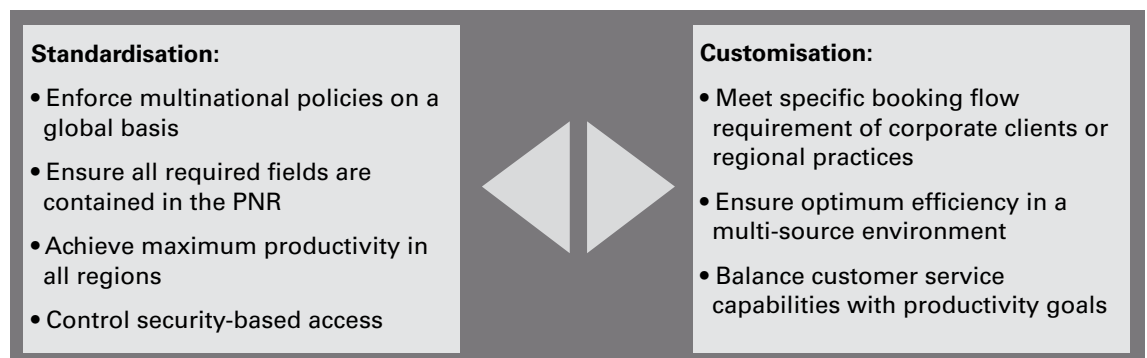 Standardisation:
• Enforce multinational policies on a
global basis
• Ensure all required fields are
contained in the PNR
• Achieve maximum productivity in
all regions
• Control security-based access
Customisation:
• Meet specific booking flow
requirement of corporate clients or
regional practices
• Ensure optimum efficiency in a
multi-source environment
• Balance customer service
capabilities with productivity goals